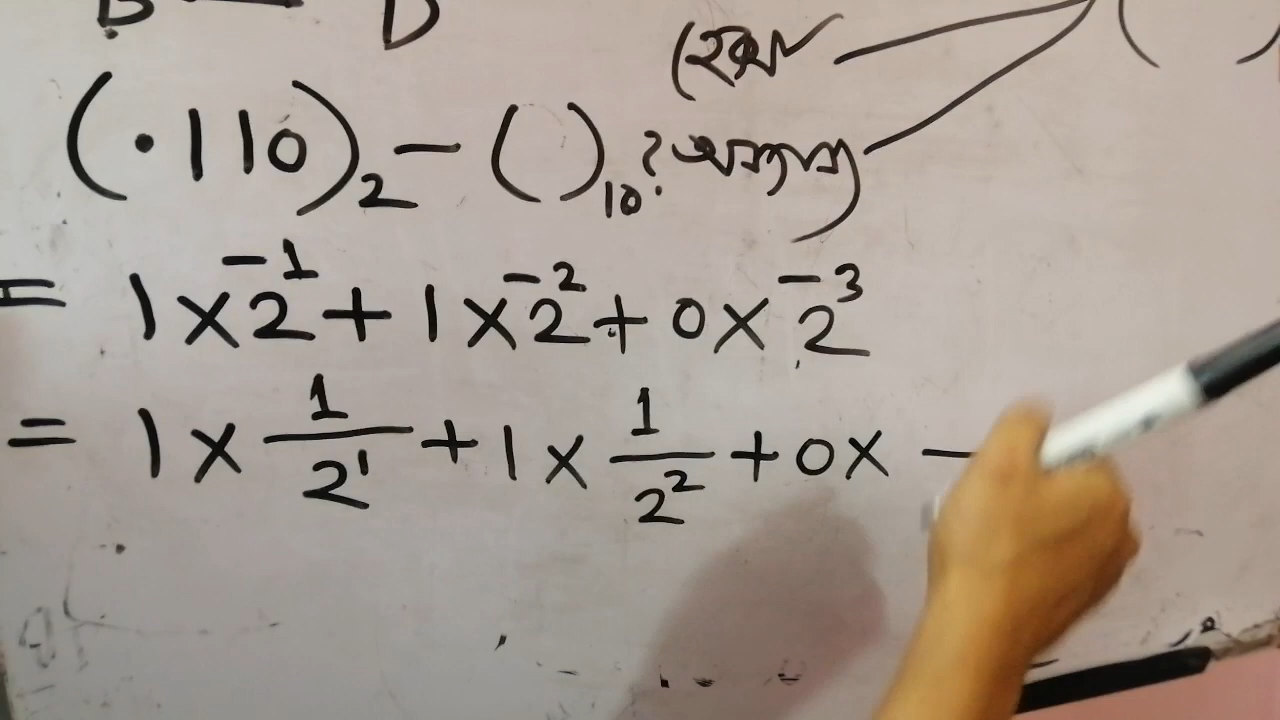 B — D
(.110)₂ — ( )₁₀ ?
= 1 × 2⁻¹ + 1 × 2⁻² + 0 × 2⁻³
= 1 × 1/2¹ + 1 × 1/2² + 0 × —